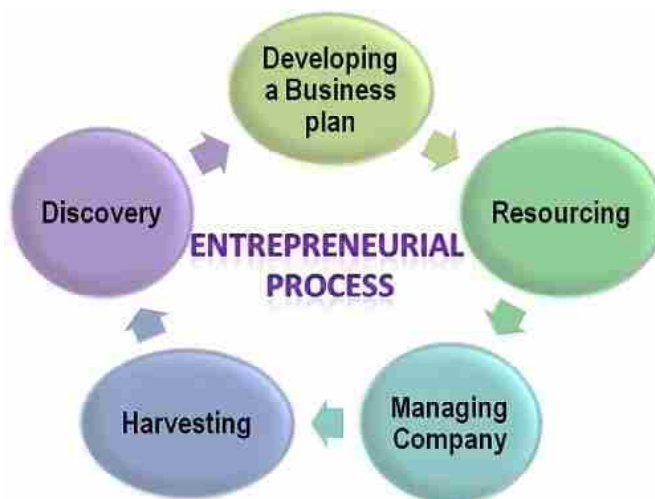 Developing
a Business
plan
Discovery
Resourcing
ENTREPRENEURIAL
PROCESS
Harvesting
Managing
Company